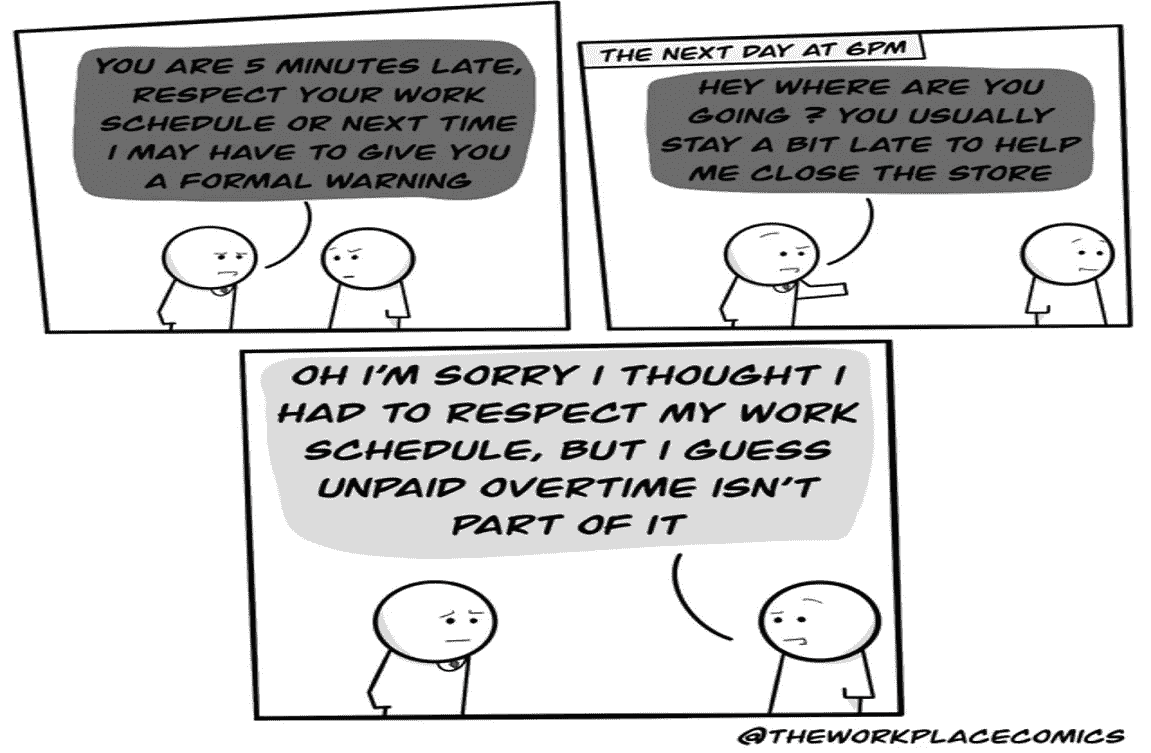 YOU ARE 5 MINUTES LATE,
RESPECT YOUR WORK
SCHEDULE OR NEXT TIME
I MAY HAVE TO GIVE YOU
A FORMAL WARNING
THE NEXT DAY AT 6PM
HEY WHERE ARE YOU
GOING ? YOU USUALLY
STAY A BIT LATE TO HELP
ME CLOSE THE STORE
OH I'M SORRY I THOUGHT I
HAD TO RESPECT MY WORK
SCHEDULE, BUT I GUESS
UNPAID OVERTIME ISN'T
PART OF IT
@THEWORKPLACECOMICS